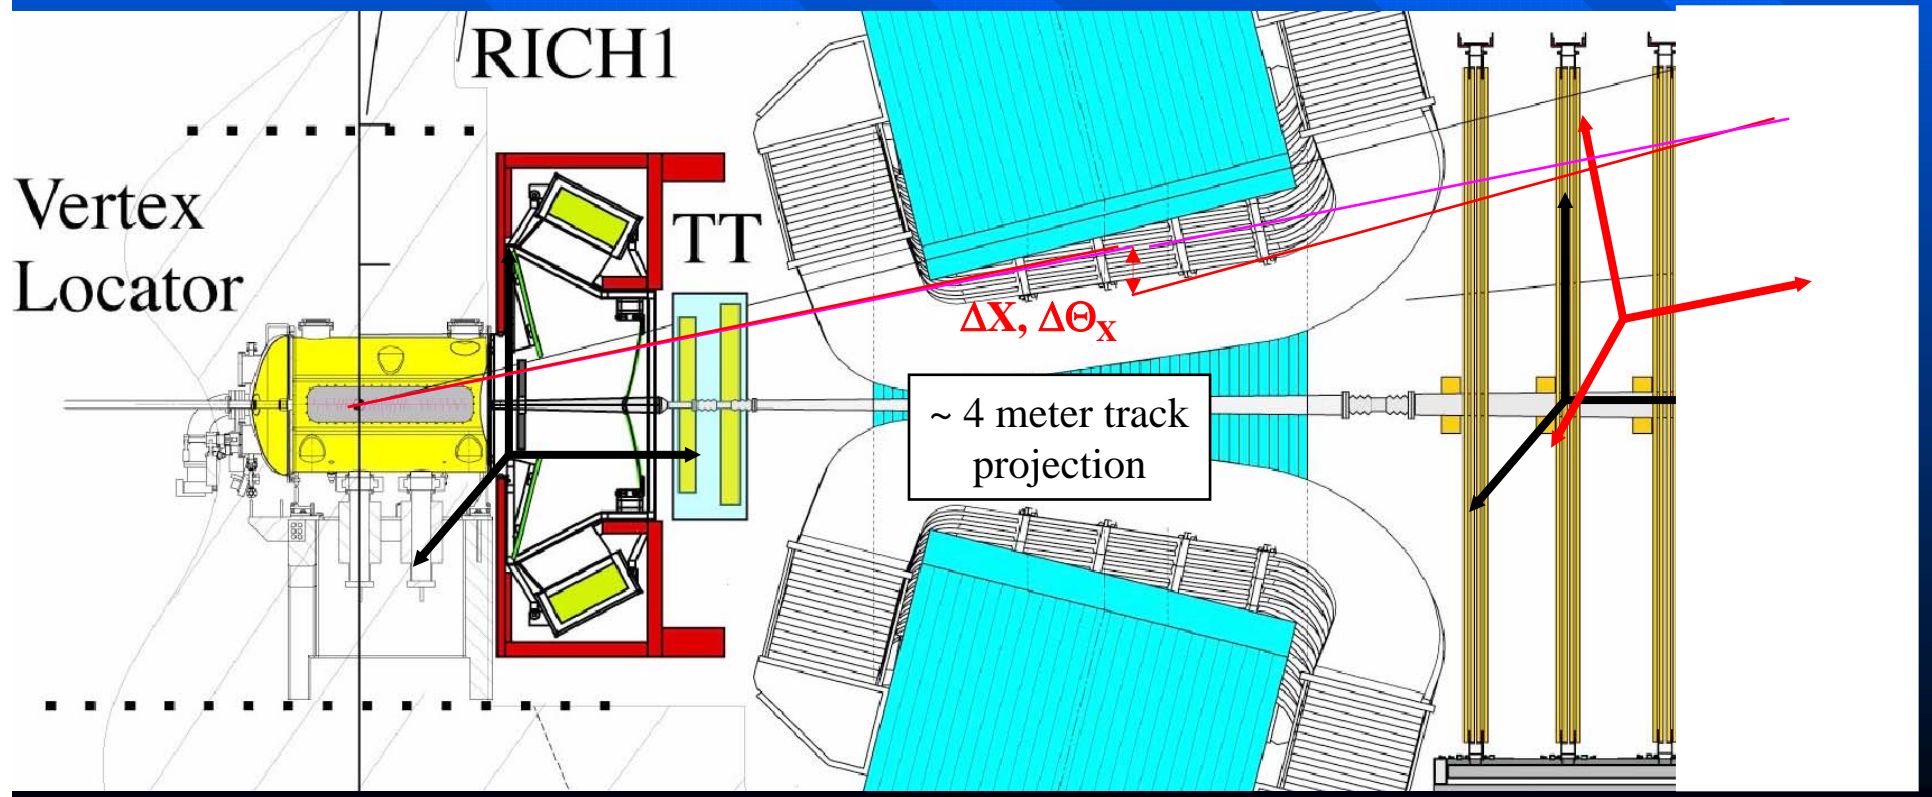 RICH1
Vertex
Locator
TT
ΔX, ΔΘX
~ 4 meter track
projection